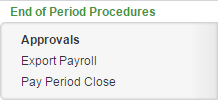 End of Period Procedures
Approvals
Export Payroll
Pay Period Close